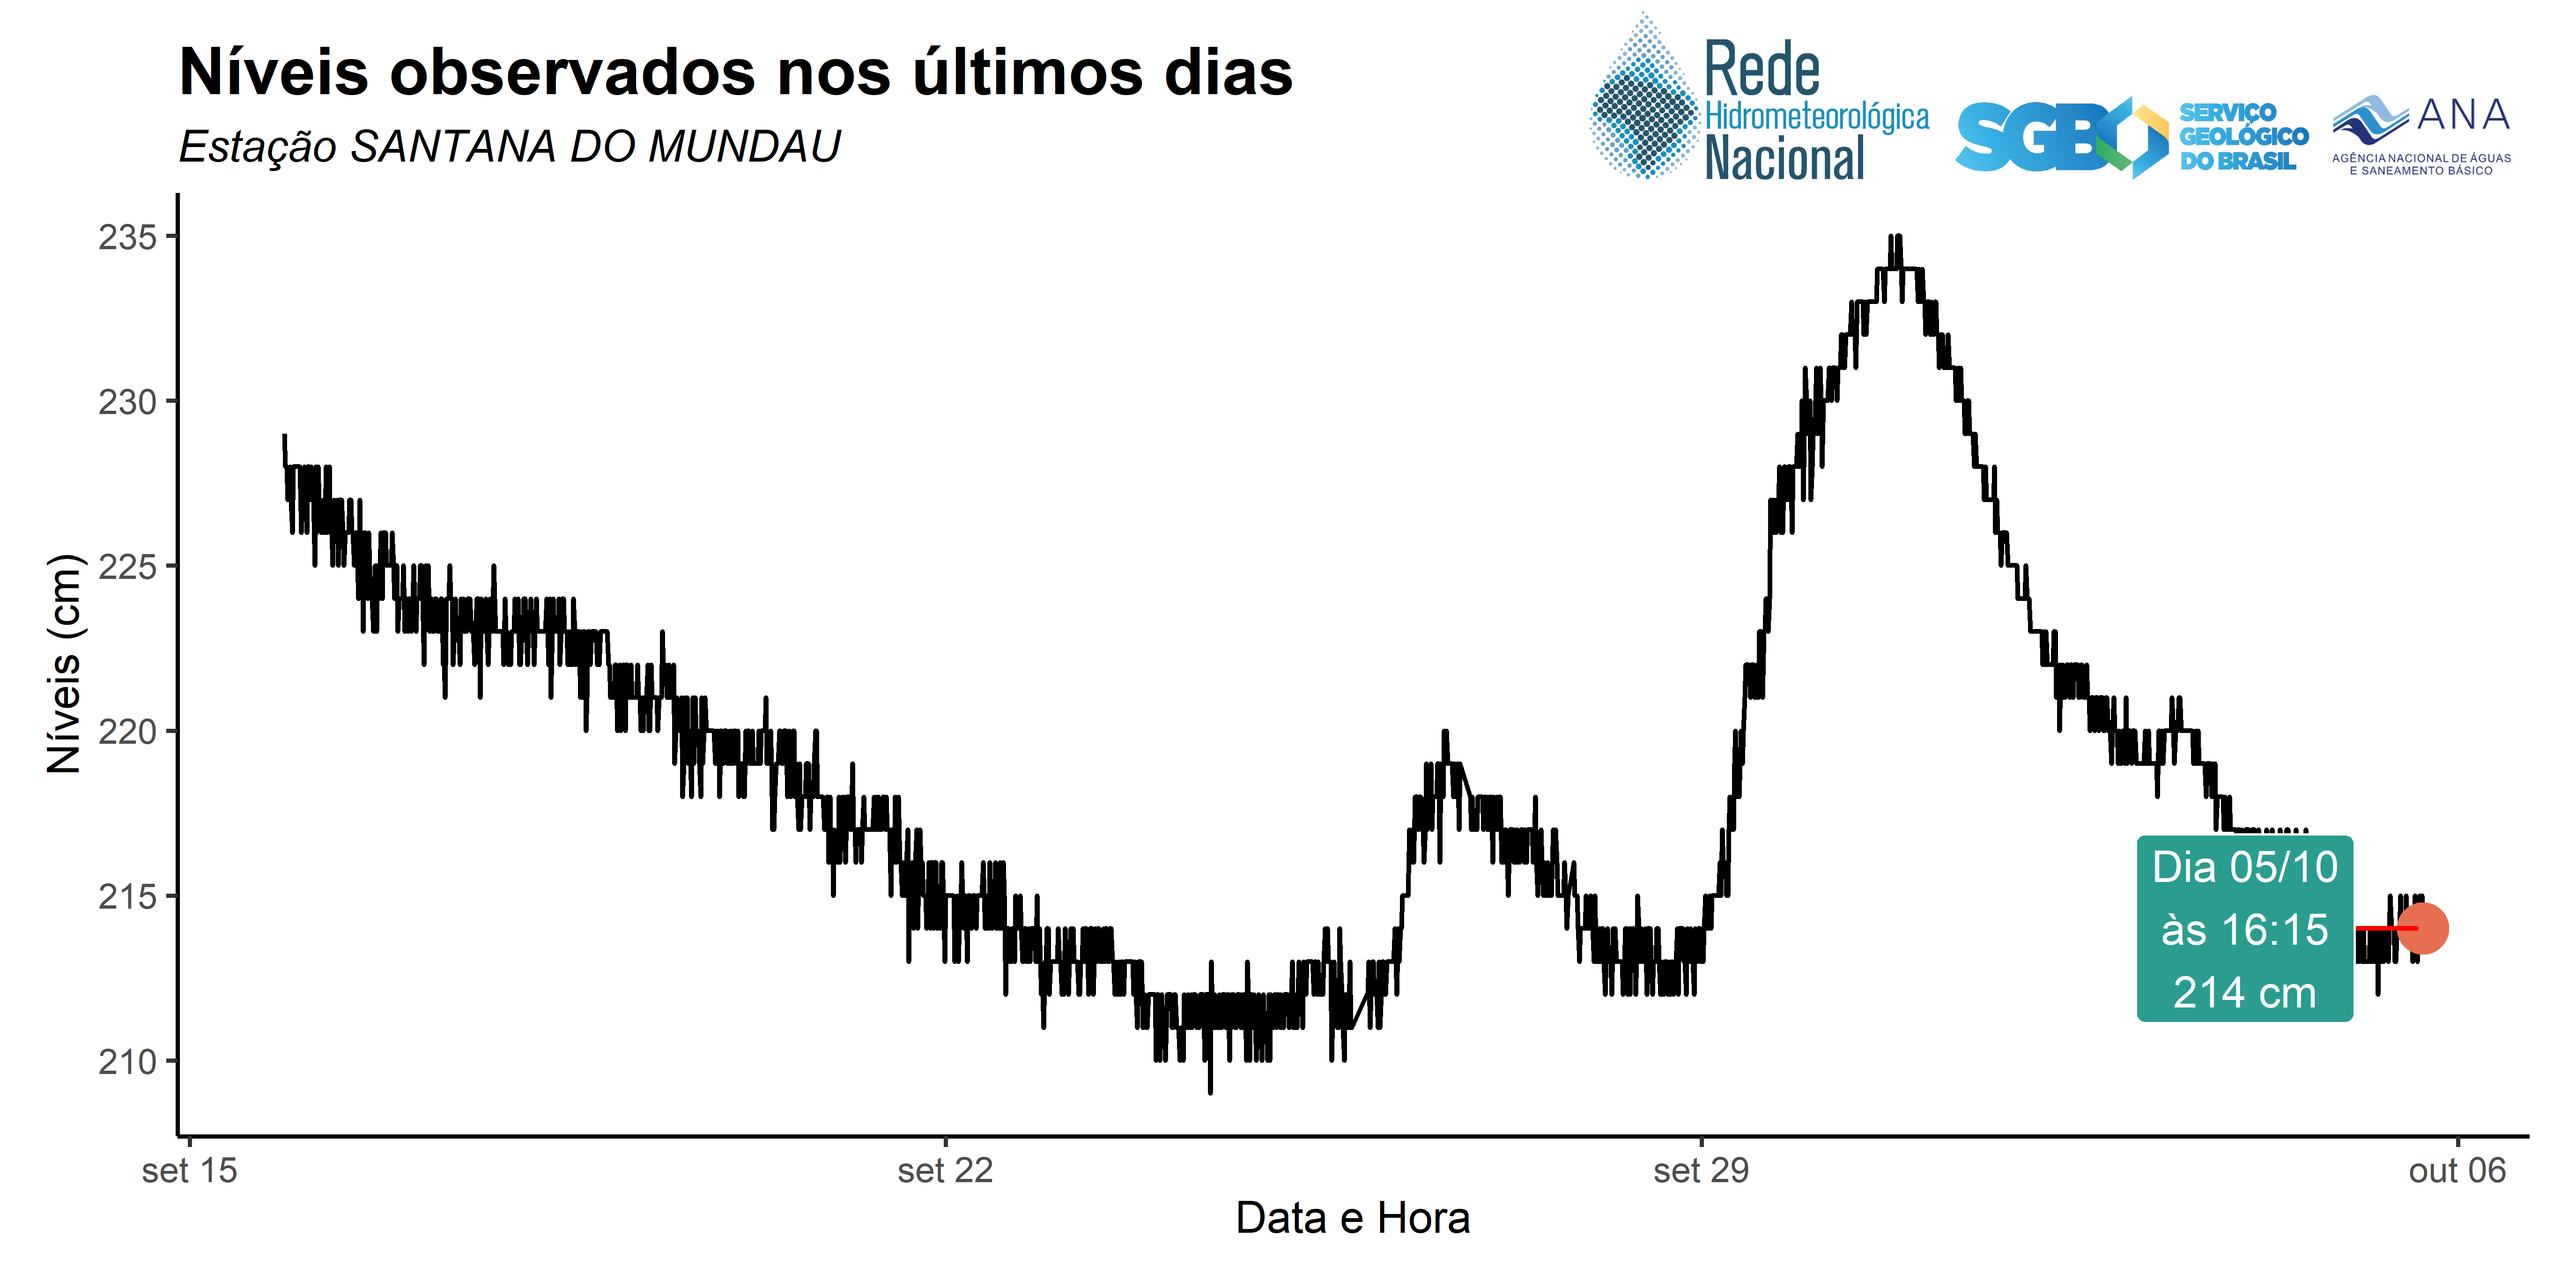 Níveis observados nos últimos dias
Estação SANTANA DO MUNDAU
Rede
Hidrometeorológica
Nacional
SGB
SERVIÇO
GEOLÓGICO
DO BRASIL
ANA
AGÊNCIA NACIONAL DE ÁGUAS
E SANEAMENTO BÁSICO
Níveis (cm)
235
230
225
220
215
210
Dia 05/10
às 16:15
214 cm
set 15
set 22
set 29
out 06
Data e Hora